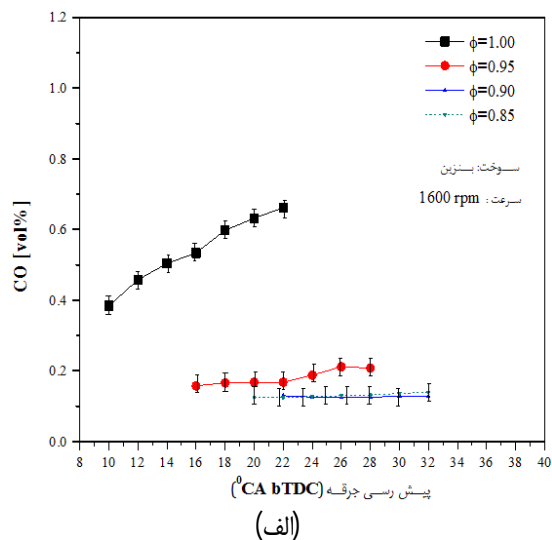 1.2
1.0
0.8
0.6
0.4
0.2
0.0
CO [vol%]
ϕ=1.00
ϕ=0.95
ϕ=0.90
ϕ=0.85
سوخت: بنزین
سرعت: 1600 rpm
8 10 12 14 16 18 20 22 24 26 28 30 32 34 36 38 40
پیش رسی جرقه (⁰CA bTDC)
(الف)